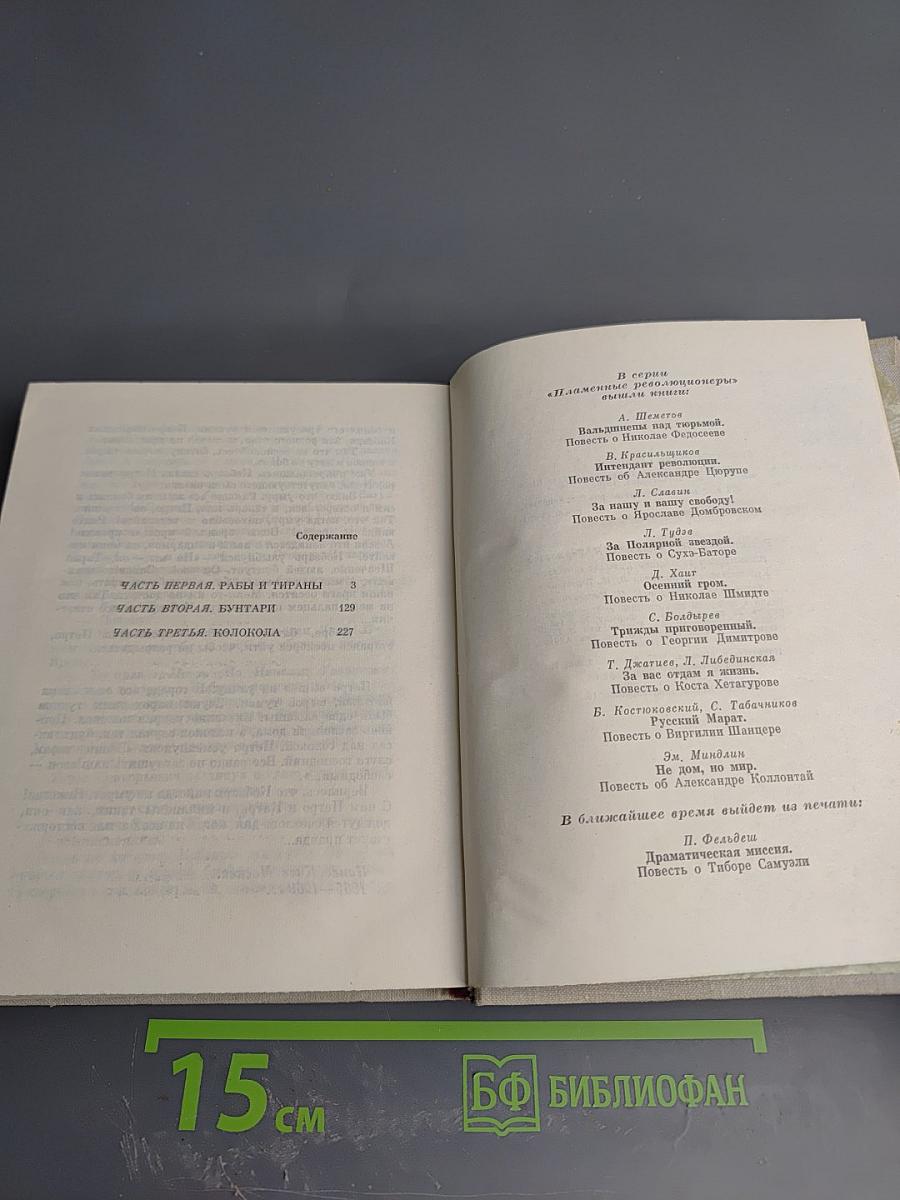 Содержание
ЧАСТЬ ПЕРВАЯ. РАБЫ И ТИРАНЫ 3
ЧАСТЬ ВТОРАЯ. БУНТАРИ 129
ЧАСТЬ ТРЕТЬЯ. КОЛОКОЛА 227
В серии
«Пламенные революционеры»
вышли книги:
А. Шеметов
Вальдшнепы над тюрьмой.
Повесть о Николае Федосееве
В. Красильщиков
Интендант революции.
Повесть об Александре Цюрупе
Л. Славин
За нашу и вашу свободу!
Повесть о Ярославе Домбровском
Л. Тудэв
За Полярной звездой.
Повесть о Сухэ-Баторе
Д. Хаиг
Осенний гром.
Повесть о Николае Шмидте
С. Болдырев
Трижды приговоренный.
Повесть о Георгии Димитрове
Т. Джатиев, Л. Либединская
За вас отдам я жизнь.
Повесть о Коста Хетагурове
Б. Костюковский, С. Табачников
Русский Марат.
Повесть о Виргилии Шанцере
Эм. Миндлин
Не дом, но мир.
Повесть об Александре Коллонтай
В ближайшее время выйдет из печати:
П. Фельдеш
Драматическая миссия.
Повесть о Тиборе Самуэли
15 см
БФ БИБЛИОФАН